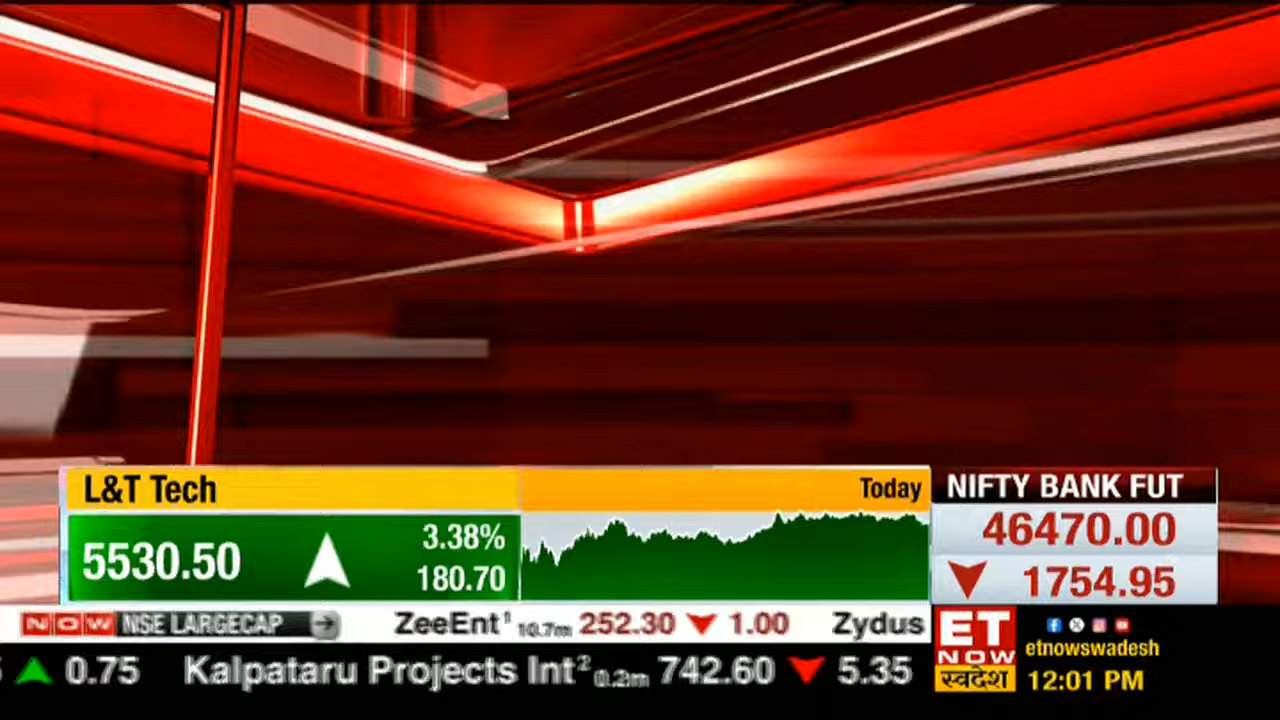 L&T Tech
Today
5530.50
3.38%
180.70
NIFTY BANK FUT
46470.00
1754.95
NOW NSE LARGECAP
ZeeEnt¹ 10.7m 252.30 1.00 Zydus
0.75 Kalpataru Projects Int² 0.2m 742.60 5.35
ET
NOW
स्वदेश
etnowswadesh
12:01 PM